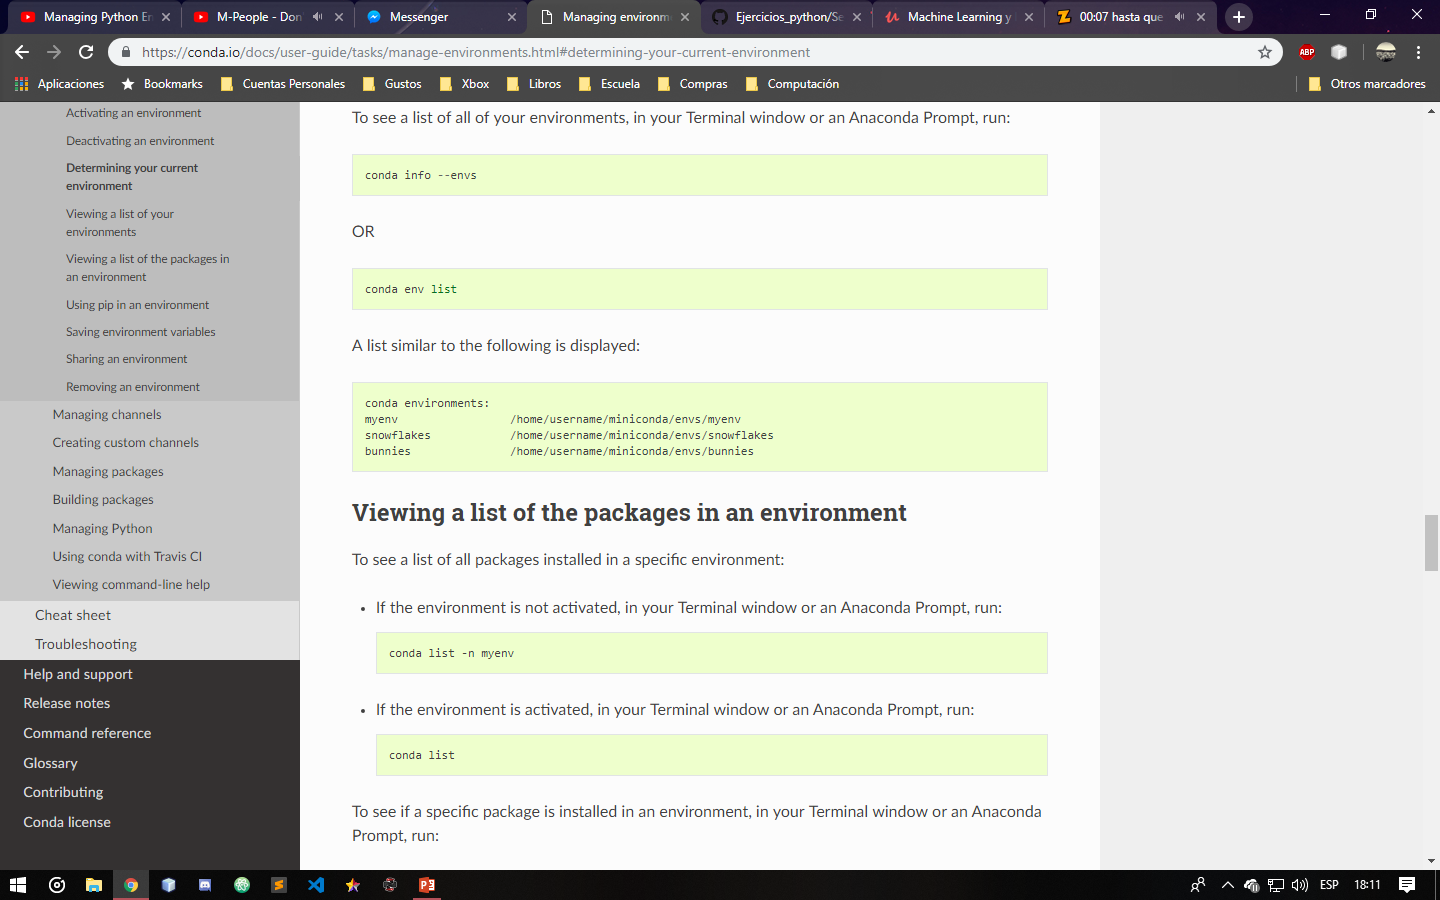 Managing Python En
M-People - Don
Messenger
Managing environm
Ejercicios_python/Se
Machine Learning y
00:07 hasta que
https://conda.io/docs/user-guide/tasks/manage-environments.html#determining-your-current-environment
ABP
Aplicaciones
Bookmarks
Cuentas Personales
Gustos
Xbox
Libros
Escuela
Compras
Computación
Otros marcadores
Activating an environment
Deactivating an environment
Determining your current
environment
Viewing a list of your
environments
Viewing a list of the packages in
an environment
Using pip in an environment
Saving environment variables
Sharing an environment
Removing an environment
Managing channels
Creating custom channels
Managing packages
Building packages
Managing Python
Using conda with Travis CI
Viewing command-line help
Cheat sheet
Troubleshooting
Help and support
Release notes
Command reference
Glossary
Contributing
Conda license
To see a list of all of your environments, in your Terminal window or an Anaconda Prompt, run:
conda info --envs
OR
conda env list
A list similar to the following is displayed:
conda environments:
myenv /home/username/miniconda/envs/myenv
snowflakes /home/username/miniconda/envs/snowflakes
bunnies /home/username/miniconda/envs/bunnies
Viewing a list of the packages in an environment
To see a list of all packages installed in a specific environment:
• If the environment is not activated, in your Terminal window or an Anaconda Prompt, run:
conda list -n myenv
• If the environment is activated, in your Terminal window or an Anaconda Prompt, run:
conda list
To see if a specific package is installed in an environment, in your Terminal window or an Anaconda
Prompt, run:
ESP
18:11